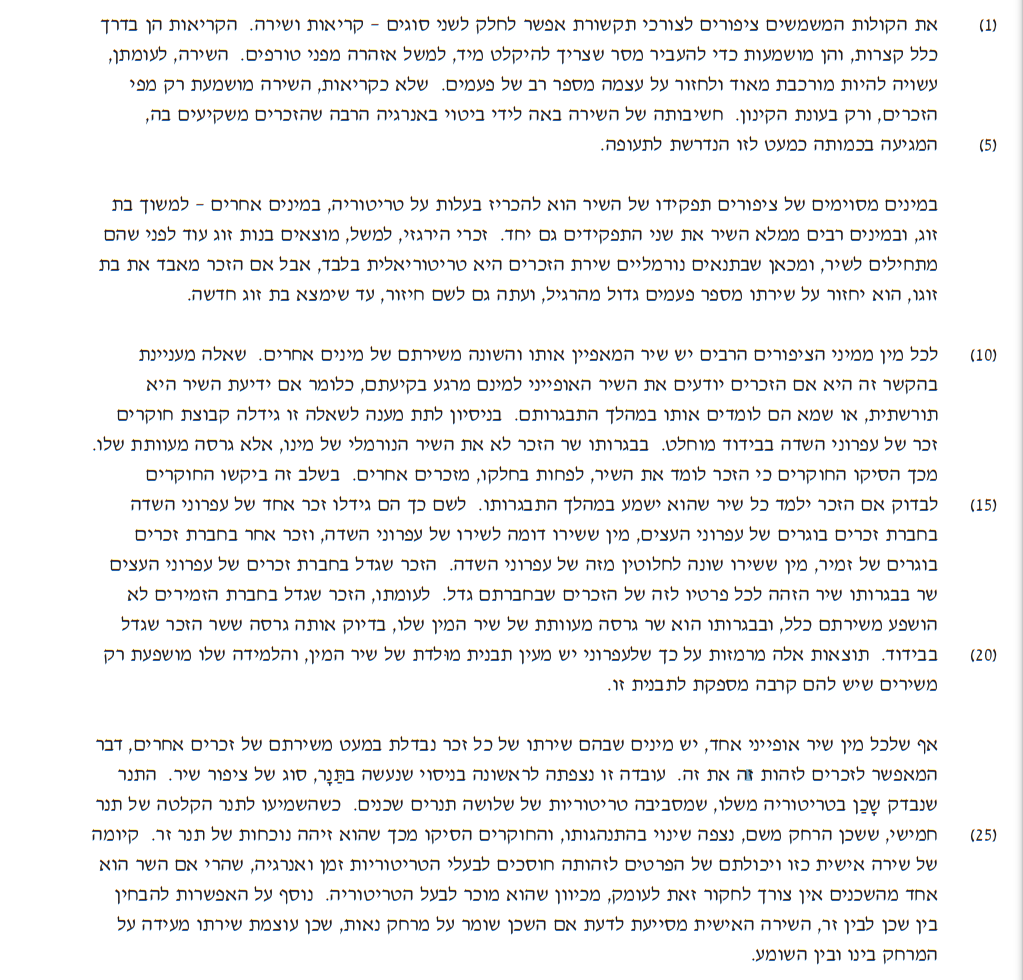 (1) את הקולות המשמשים ציפורים לצורכי תקשורת אפשר לחלק לשני סוגים – קריאות ושירה. הקריאות הן בדרך
כלל קצרות, והן מושמעות כדי להעביר מסר שצריך להיקלט מיד, למשל אזהרה מפני טורפים. השירה, לעומתן,
עשויה להיות מורכבת מאוד ולחזור על עצמה מספר רב של פעמים. שלא כקריאות, השירה מושמעת רק מפי
הזכרים, ורק בעונת הקינון. חשיבותה של השירה באה לידי ביטוי באנרגיה הרבה שהזכרים משקיעים בה,
(5) המגיעה בכמותה כמעט לזו הנדרשת לתעופה.
במינים מסוימים של ציפורים תפקידו של השיר הוא להכריז בעלות על טריטוריה, במינים אחרים – למשוך בת
זוג, ובמינים רבים ממלא השיר את שני התפקידים גם יחד. זכרי הירגזי, למשל, מוצאים בנות זוג עוד לפני שהם
מתחילים לשיר, ומכאן שבתנאים נורמליים שירת הזכרים היא טריטוריאלית בלבד, אבל אם הזכר מאבד את בת
זוגו, הוא יחזור על שירתו מספר פעמים גדול מהרגיל, ועתה גם לשם חיזור, עד שימצא בת זוג חדשה.
(10) לכל מין ממיני הציפורים הרבים יש שיר המאפיין אותו והשונה משירתם של מינים אחרים. שאלה מעניינת
בהקשר זה היא אם הזכרים יודעים את השיר האופייני למינם מרגע בקיעתם, כלומר אם ידיעת השיר היא
תורשתית, או שמא הם לומדים אותו במהלך התבגרותם. בניסיון לתת מענה לשאלה זו גידלה קבוצת חוקרים
זכר של עפרוני השדה בבידוד מוחלט. בבגרותו שר הזכר לא את השיר הנורמלי של מינו, אלא גרסה מעוותת שלו.
מכך הסיקו החוקרים כי הזכר לומד את השיר, לפחות בחלקו, מזכרים אחרים. בשלב זה ביקשו החוקרים
(15) לבדוק אם הזכר ילמד כל שיר שהוא ישמע במהלך התבגרותו. לשם כך הם גידלו זכר אחד של עפרוני השדה
בחברת זכרים בוגרים של עפרוני העצים, מין ששירו דומה לשירו של עפרוני השדה, וזכר אחר בחברת זכרים
בוגרים של זמיר, מין ששירו שונה לחלוטין מזה של עפרוני השדה. הזכר שגדל בחברת זכרים של עפרוני העצים
שר בבגרותו שיר הזהה לכל פרטיו לזה של הזכרים שבחברתם גדל. לעומתו, הזכר שגדל בחברת הזמירים לא
הושפע משירתם כלל, ובבגרותו הוא שר גרסה מעוותת של שיר המין שלו, בדיוק אותה גרסה ששר הזכר שגדל
(20) בבידוד. תוצאות אלה מרמזות על כך שלעפרוני יש מעין תבנית מוּלדת של שיר המין, והלמידה שלו מושפעת רק
משירים שיש להם קרבה מספקת לתבנית זו.
אף שלכל מין שיר אופייני אחד, יש מינים שבהם שירתו של כל זכר נבדלת במעט משירתם של זכרים אחרים, דבר
המאפשר לזכרים לזהות זה את זה. עובדה זו נצפתה לראשונה בניסוי שנעשה בתַּנָר, סוג של ציפור שיר. התנר
שנבדק שָכַן בטריטוריה משלו, שמסביבה טריטוריות של שלושה תנרים שכנים. כשהשמיעו לתנר הקלטה של תנר
(25) חמישי, ששכן הרחק משם, נצפה שינוי בהתנהגותו, והחוקרים הסיקו מכך שהוא זיהה נוכחות של תנר זר. קיומה
של שירה אישית כזו ויכולתם של הפרטים לזהותה חוסכים לבעלי הטריטוריות זמן ואנרגיה, שהרי אם השר הוא
אחד מהשכנים אין צורך לחקור זאת לעומק, מכיוון שהוא מוכר לבעל הטריטוריה. נוסף על האפשרות להבחין
בין שכן לבין זר, השירה האישית מסייעת לדעת אם השכן שומר על מרחק נאות, שכן עוצמת שירתו מעידה על
המרחק בינו ובין השומע.